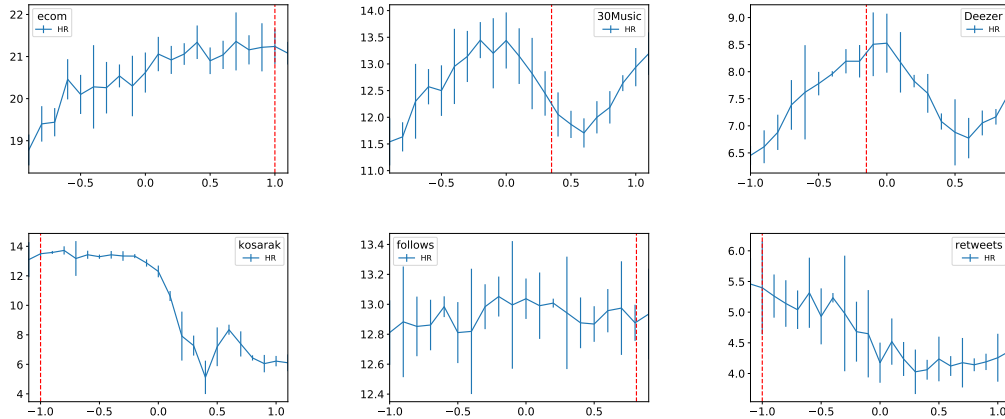 ecom
HR
22
21
20
19
−0.5 0.0 0.5 1.0
30Music
HR
14.0
13.5
13.0
12.5
12.0
11.5
11.0
−0.5 0.0 0.5 1.0
Deezer
HR
9.0
8.5
8.0
7.5
7.0
6.5
−1.0 −0.5 0.0 0.5
kosarak
HR
14
12
10
8
6
4
−1.0 −0.5 0.0 0.5 1.0
follows
HR
13.4
13.2
13.0
12.8
12.6
12.4
−1.0 −0.5 0.0 0.5
retweets
HR
6.0
5.5
5.0
4.5
4.0
−1.0 −0.5 0.0 0.5 1.0